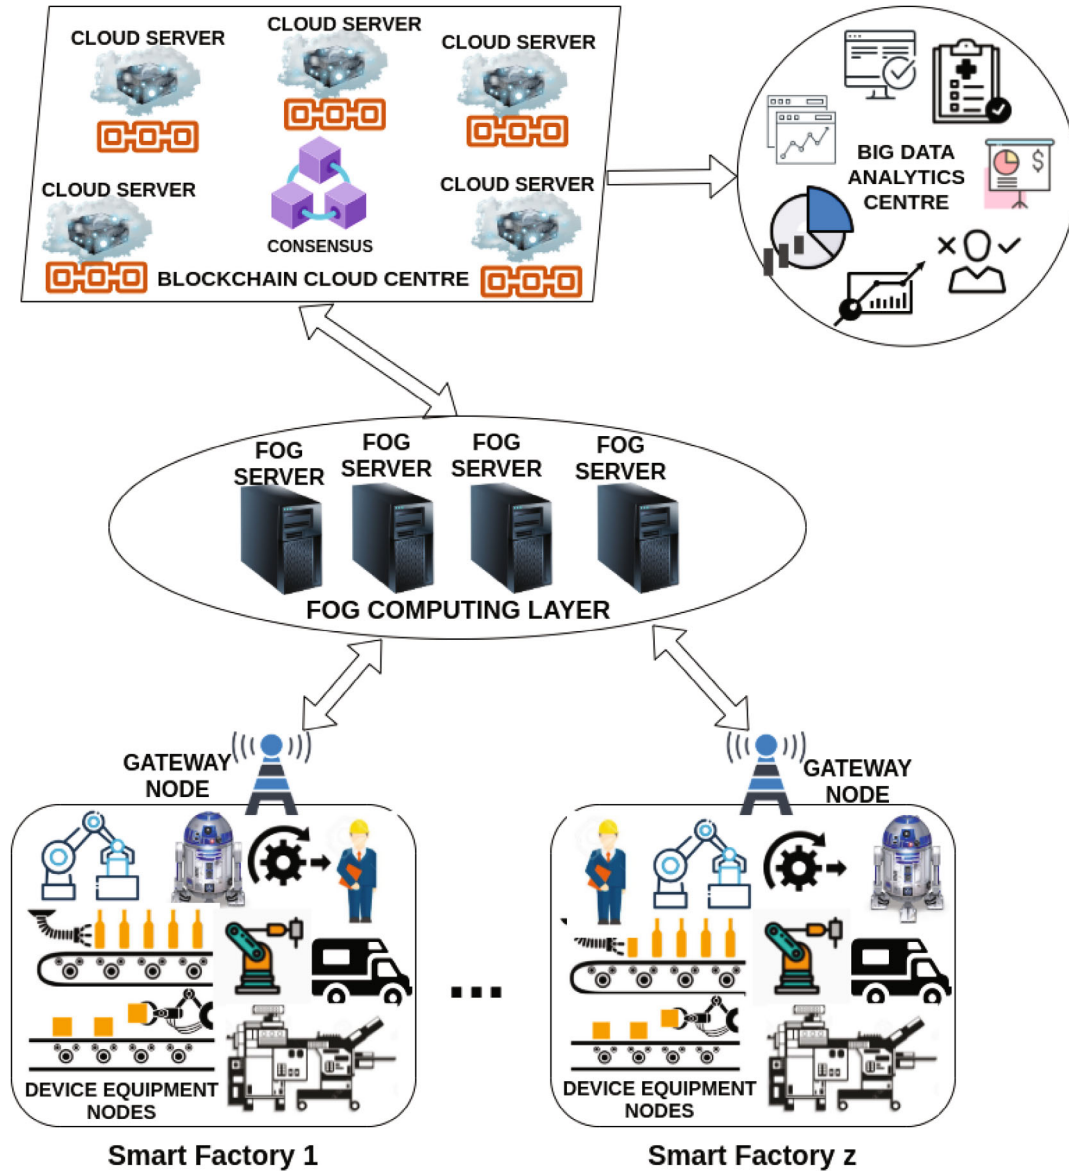 CLOUD SERVER
CLOUD SERVER
CLOUD SERVER
CLOUD SERVER
CLOUD SERVER
CONSENSUS
BLOCKCHAIN CLOUD CENTRE
BIG DATA
ANALYTICS
CENTRE
$
FOG
SERVER
FOG
SERVER
FOG
SERVER
FOG
SERVER
FOG COMPUTING LAYER
GATEWAY
NODE
GATEWAY
NODE
DEVICE EQUIPMENT
NODES
...
DEVICE EQUIPMENT
NODES
Smart Factory 1
Smart Factory z